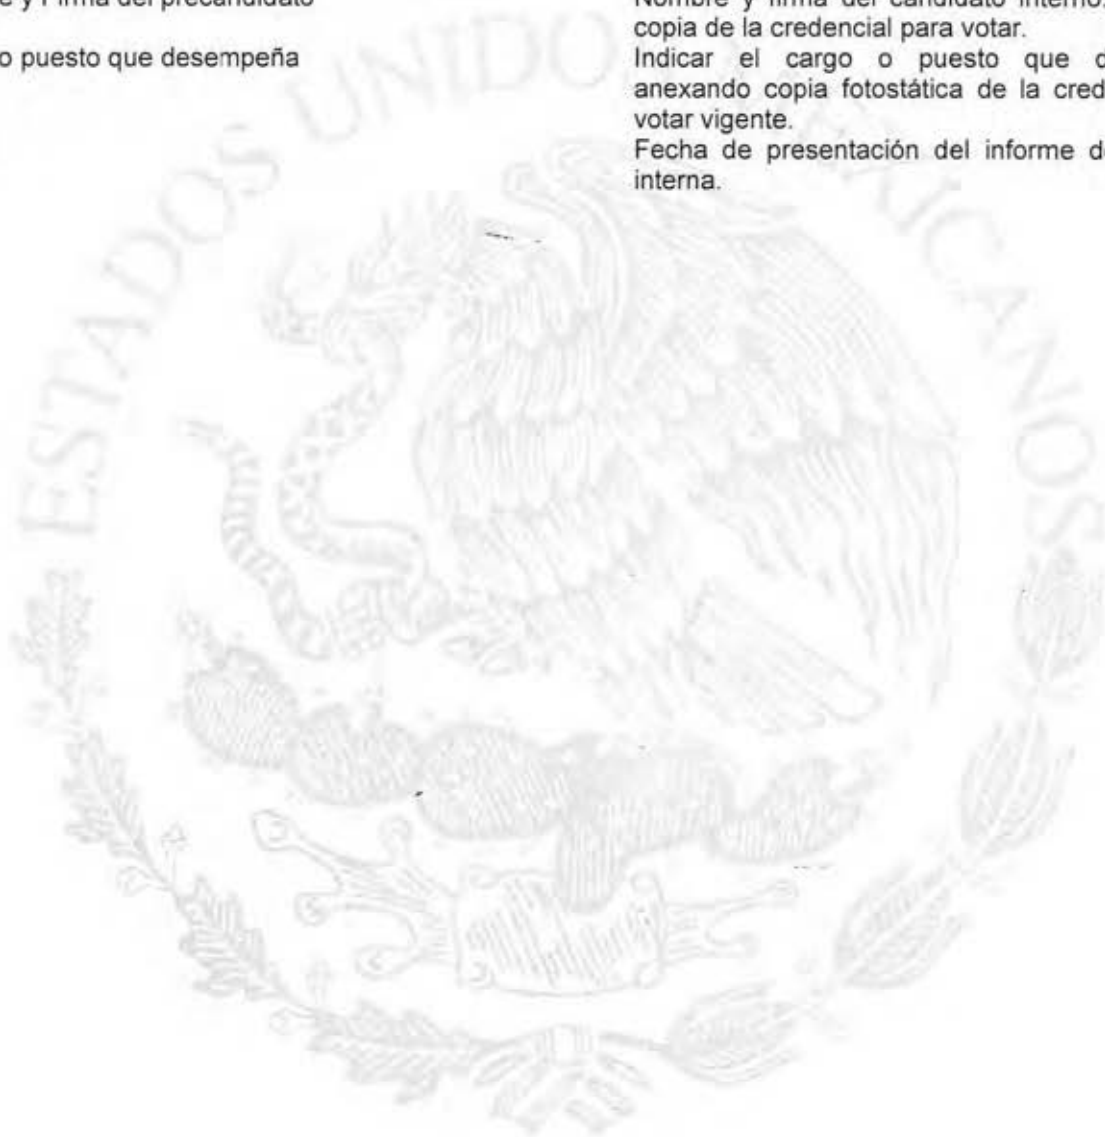 e y Firma del precandidato
o puesto que desempeña
Nombre y firma del candidato interno.
copia de la credencial para votar.
Indicar el cargo o puesto que d
anexando copia fotostática de la cred
votar vigente.
Fecha de presentación del informe de
interna.
ESTADOS UNIDOS MEXICANOS